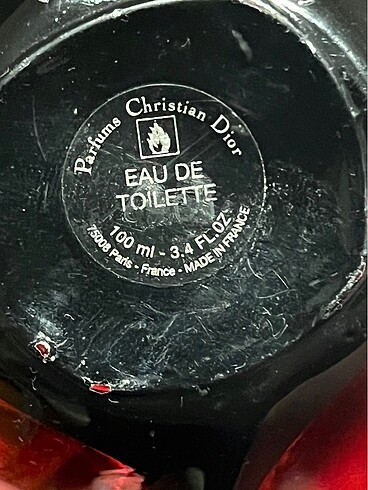 Parfums Christian Dior
EAU DE
TOILETTE
100 ml - 3.4 FL.OZ.
75008 Paris - France - MADE IN FRANCE